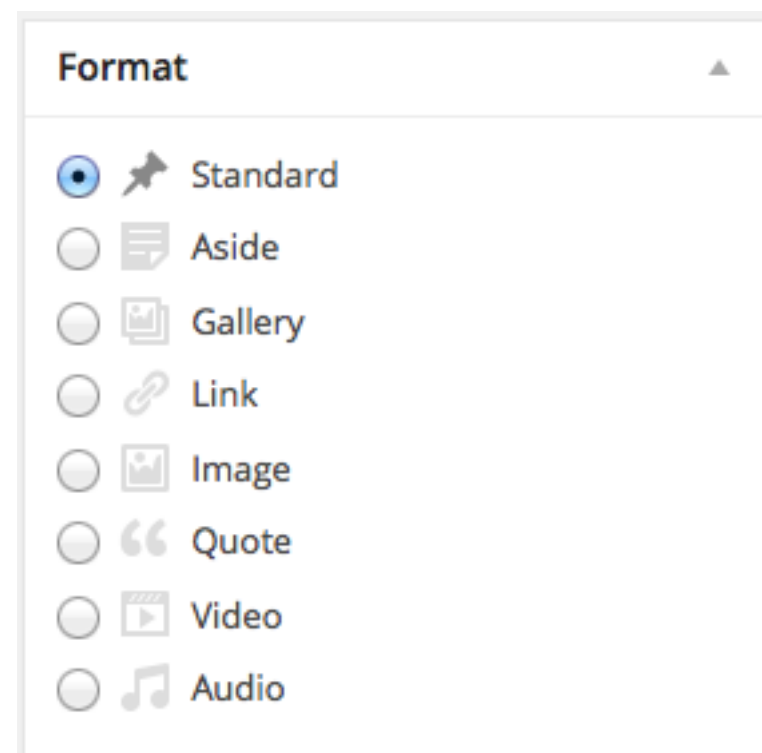 Format
Standard
Aside
Gallery
Link
Image
Quote
Video
Audio